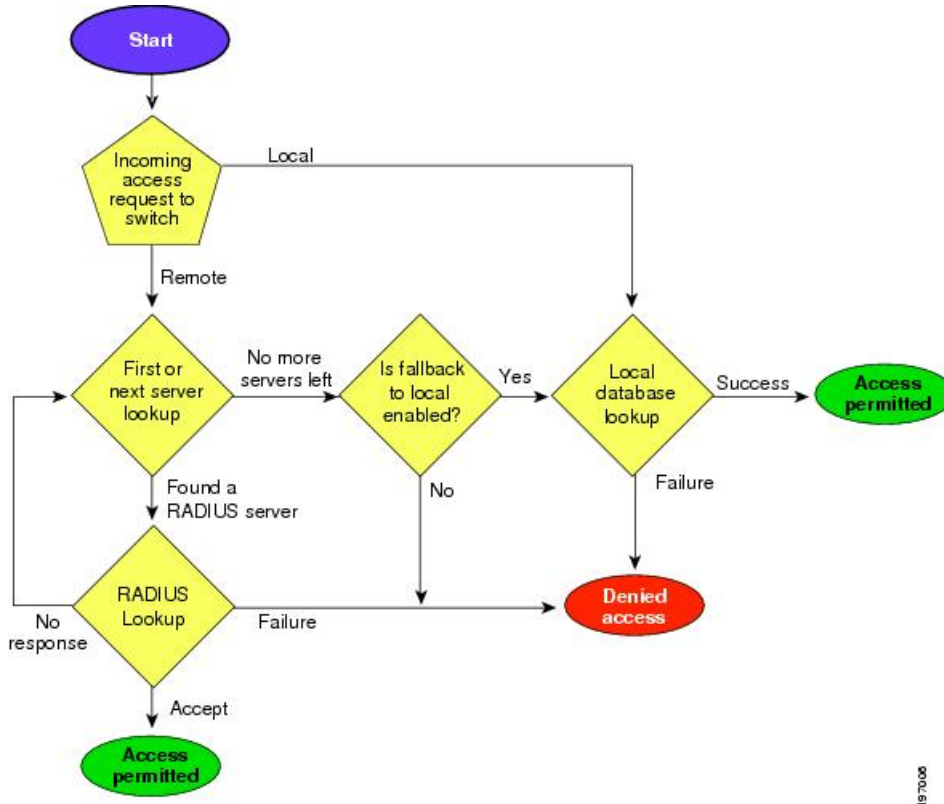 Start
Incoming
access
request to
switch
Local
Remote
First or
next server
lookup
No more
servers left
Is fallback
to local
enabled?
Yes
Local
database
lookup
Success
Access
permitted
Found a
RADIUS server
No
Failure
RADIUS
Lookup
No
response
Failure
Denied
access
Accept
Access
permitted
197006